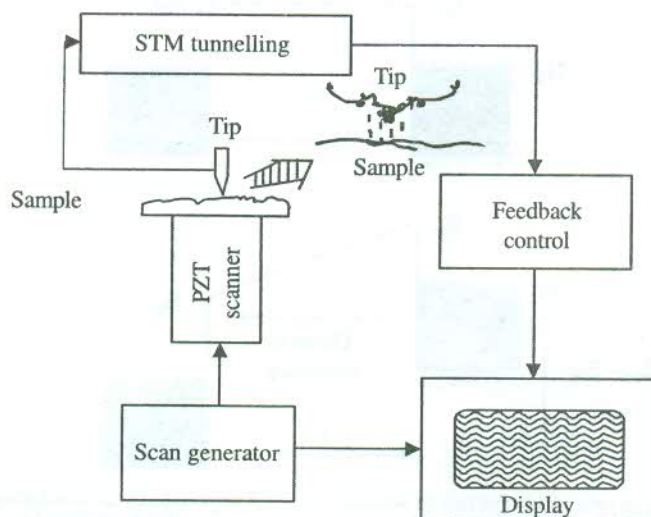 STM tunnelling
Tip
Tip
Sample
Sample
Feedback
control
PZT
scanner
Scan generator
Display